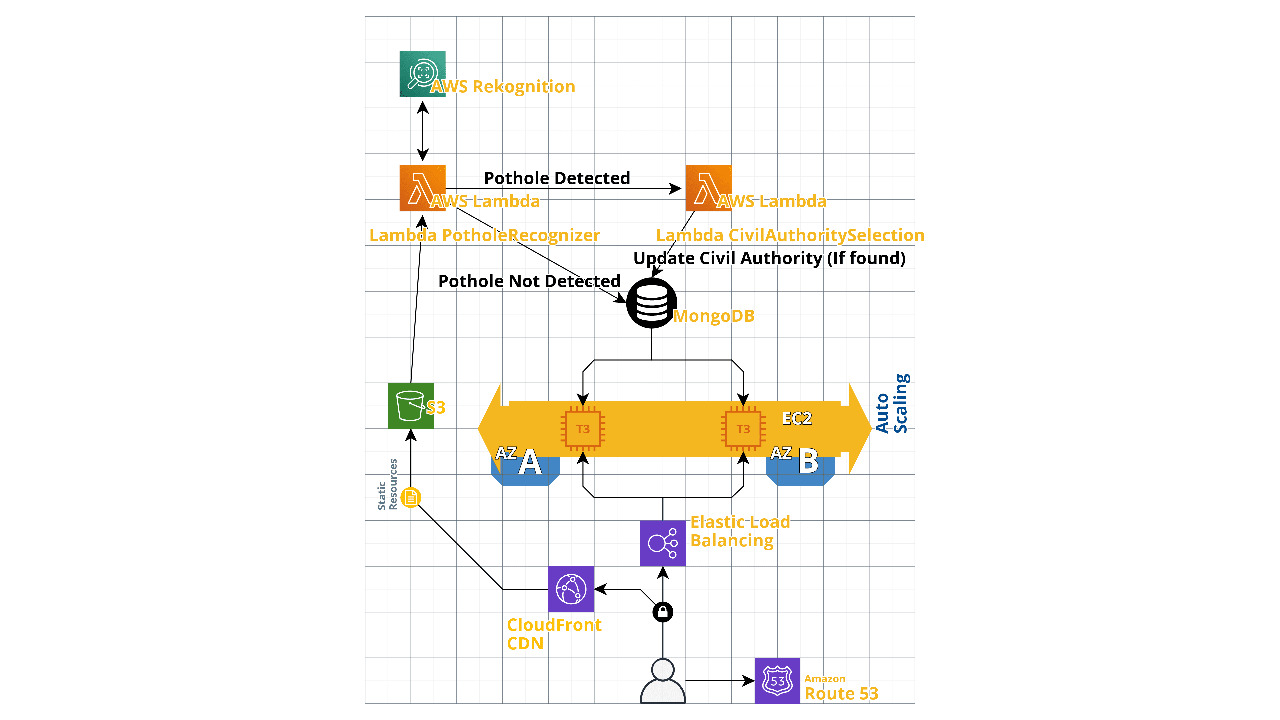 AWS Rekognition
Pothole Detected
AWS Lambda
AWS Lambda
Lambda PotholeRecognizer
Lambda CivilAuthoritySelection
Update Civil Authority (If found)
Pothole Not Detected
MongoDB
S3
T3
T3
EC2
Auto
Scaling
AZ A
AZ B
Static
Resources
Elastic Load
Balancing
CloudFront
CDN
53
Amazon
Route 53